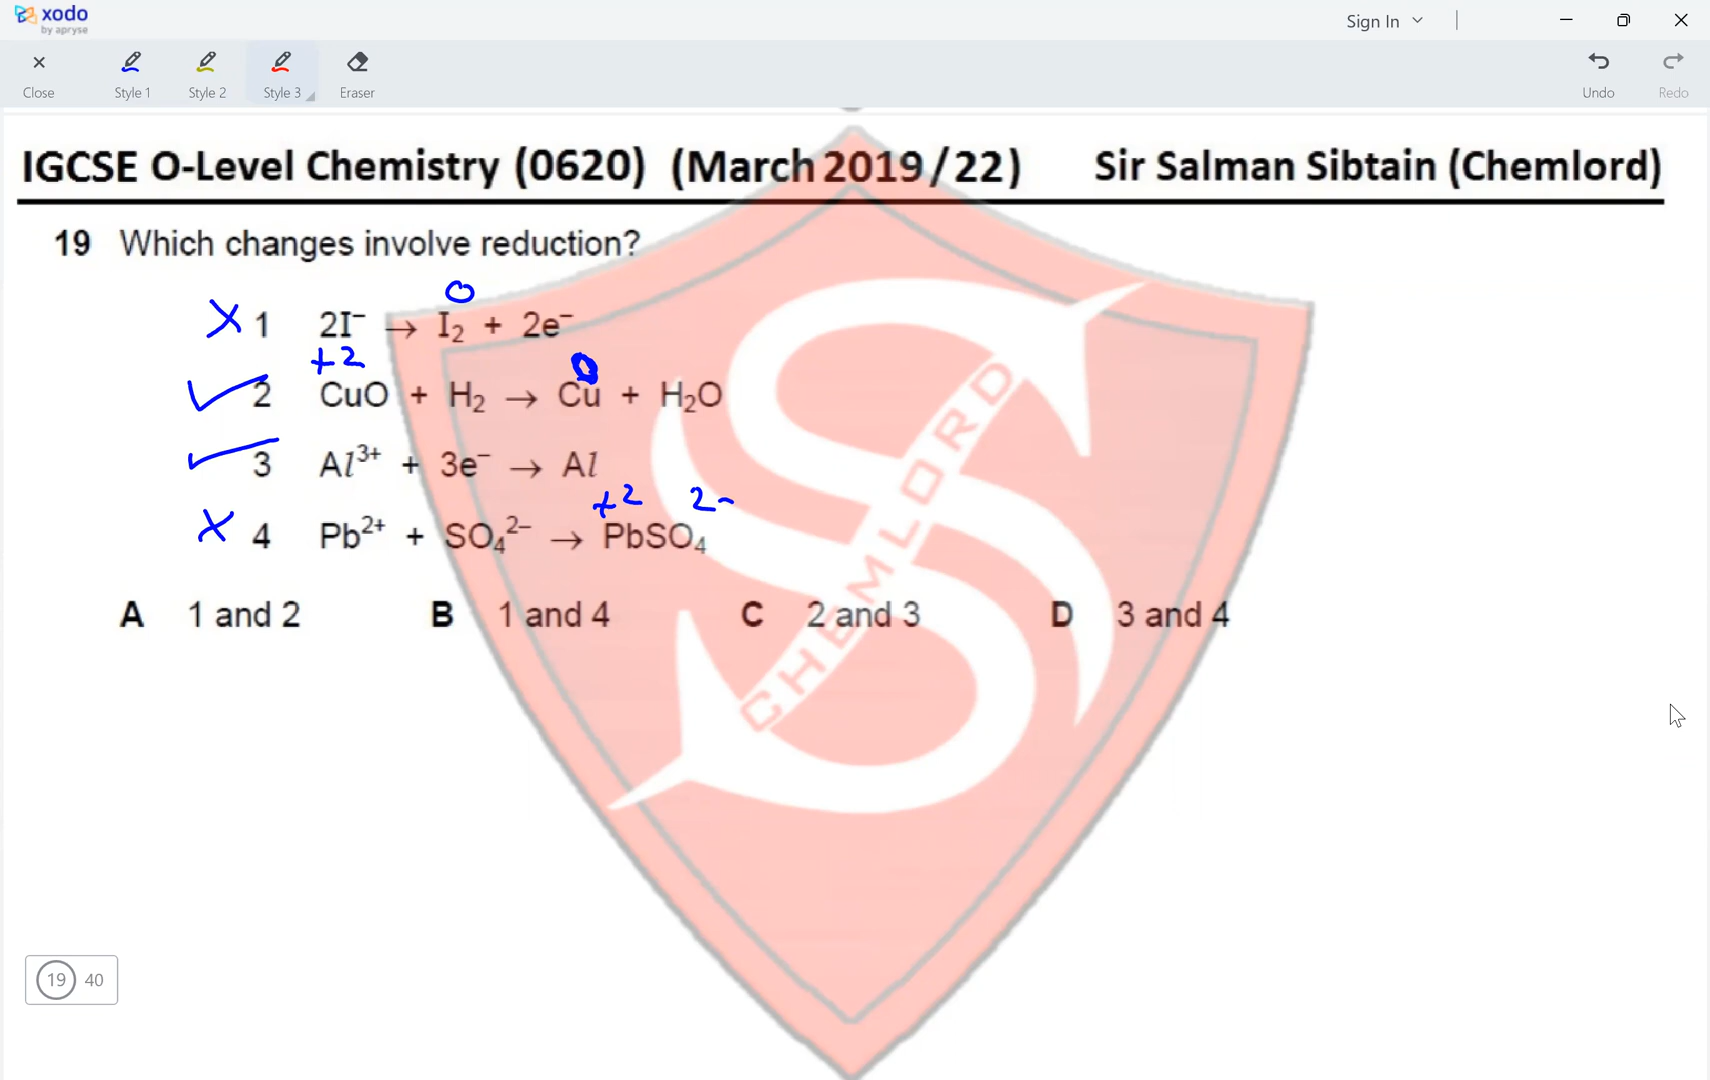 xodo
by apryse
Sign In
Close
Style 1
Style 2
Style 3
Eraser
Undo
Redo
IGCSE O-Level Chemistry (0620) (March 2019/22) Sir Salman Sibtain (Chemlord)
19 Which changes involve reduction?
0
X 1 2I⁻ → I₂ + 2e⁻
+2 0
✓ 2 CuO + H₂ → Cu + H₂O
✓ 3 Al³⁺ + 3e⁻ → Al
+2 2-
X 4 Pb²⁺ + SO₄²⁻ → PbSO₄
A 1 and 2 B 1 and 4 C 2 and 3 D 3 and 4
CHEMLORD
19 40